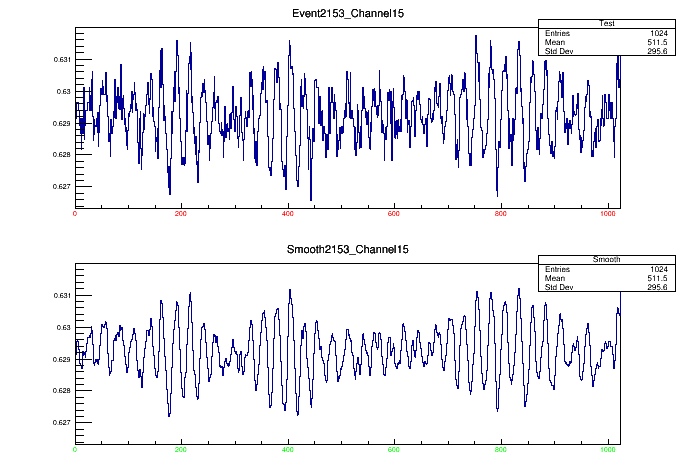 Event2153_Channel15
Test
Entries 1024
Mean 511.5
Std Dev 295.6
0.631
0.63
0.629
0.628
0.627
0 200 400 600 800 1000
Smooth2153_Channel15
Smooth
Entries 1024
Mean 511.5
Std Dev 295.6
0.631
0.63
0.629
0.628
0.627
0 200 400 600 800 1000